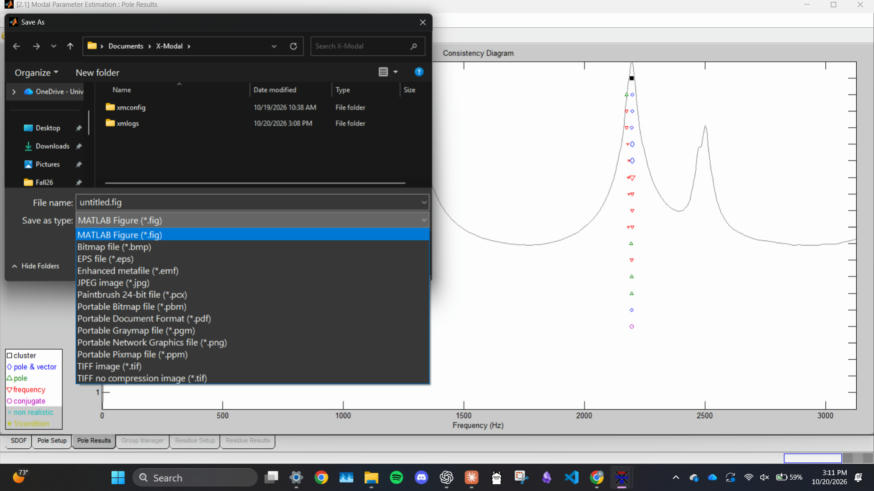 [2.1] Modal Parameter Estimation : Pole Results
Save As
Documents > X-Modal >
Search X-Modal
Organize New folder
Name Date modified Type Size
OneDrive - Univ
Desktop
Downloads
Pictures
Fall26
xmconfig 10/19/2026 10:38 AM File folder
xmlogs 10/20/2026 3:08 PM File folder
File name: untitled.fig
Save as type: MATLAB Figure (*.fig)
MATLAB Figure (*.fig)
Bitmap file (*.bmp)
EPS file (*.eps)
Enhanced metafile (*.emf)
JPEG image (*.jpg)
Paintbrush 24-bit file (*.pcx)
Portable Bitmap file (*.pbm)
Portable Document Format (*.pdf)
Portable Graymap file (*.pgm)
Portable Network Graphics file (*.png)
Portable Pixmap file (*.ppm)
TIFF image (*.tif)
TIFF no compression image (*.tif)
Hide Folders
Consistency Diagram
1
0 500 1000 1500 2000 2500 3000
Frequency (Hz)
cluster
pole & vector
pole
frequency
conjugate
non realistic
SDOF Pole Setup Pole Results Group Manager Residue Setup Residue Results
73°
Search
59%
3:11 PM
10/20/2026